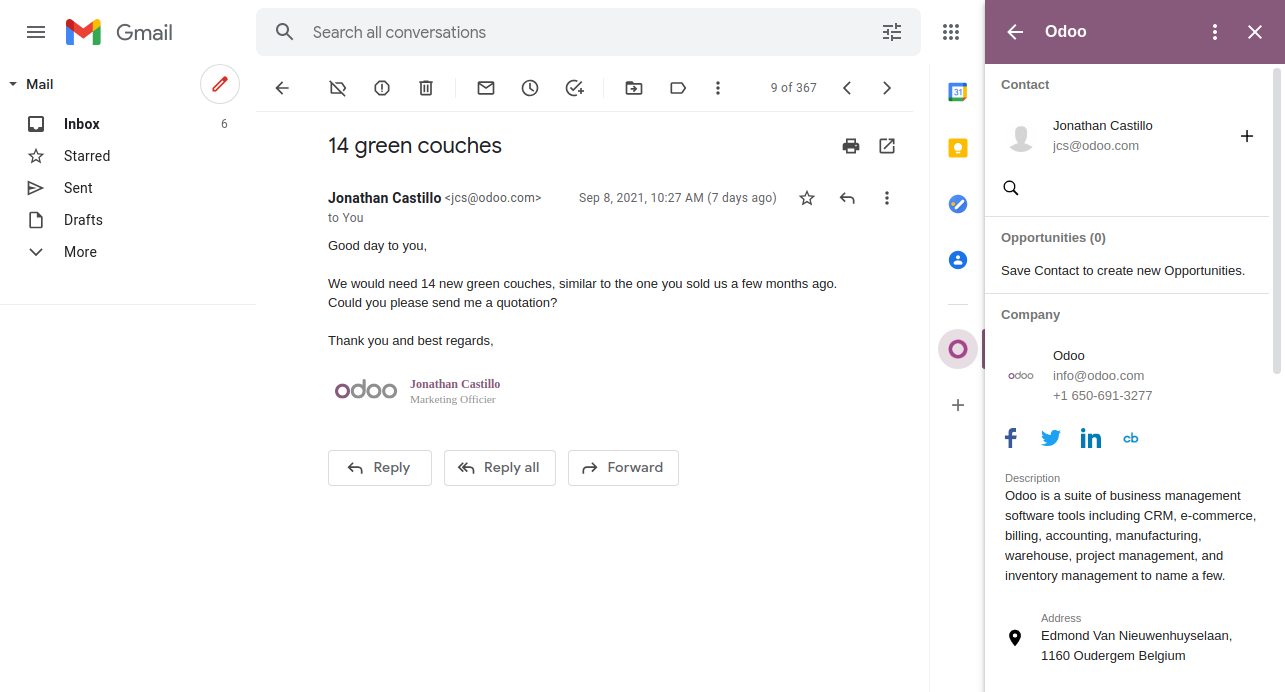 Gmail
Search all conversations
Odoo
Mail
Inbox 6
Starred
Sent
Drafts
More
9 of 367
14 green couches
Jonathan Castillo <jcs@odoo.com> Sep 8, 2021, 10:27 AM (7 days ago)
to You
Good day to you,
We would need 14 new green couches, similar to the one you sold us a few months ago.
Could you please send me a quotation?
Thank you and best regards,
odoo
Jonathan Castillo
Marketing Officier
Reply
Reply all
Forward
31
Contact
Jonathan Castillo
jcs@odoo.com
Opportunities (0)
Save Contact to create new Opportunities.
Company
odoo
Odoo
info@odoo.com
+1 650-691-3277
f
in
cb
Description
Odoo is a suite of business management
software tools including CRM, e-commerce,
billing, accounting, manufacturing,
warehouse, project management, and
inventory management to name a few.
Address
Edmond Van Nieuwenhuyselaan,
1160 Oudergem Belgium